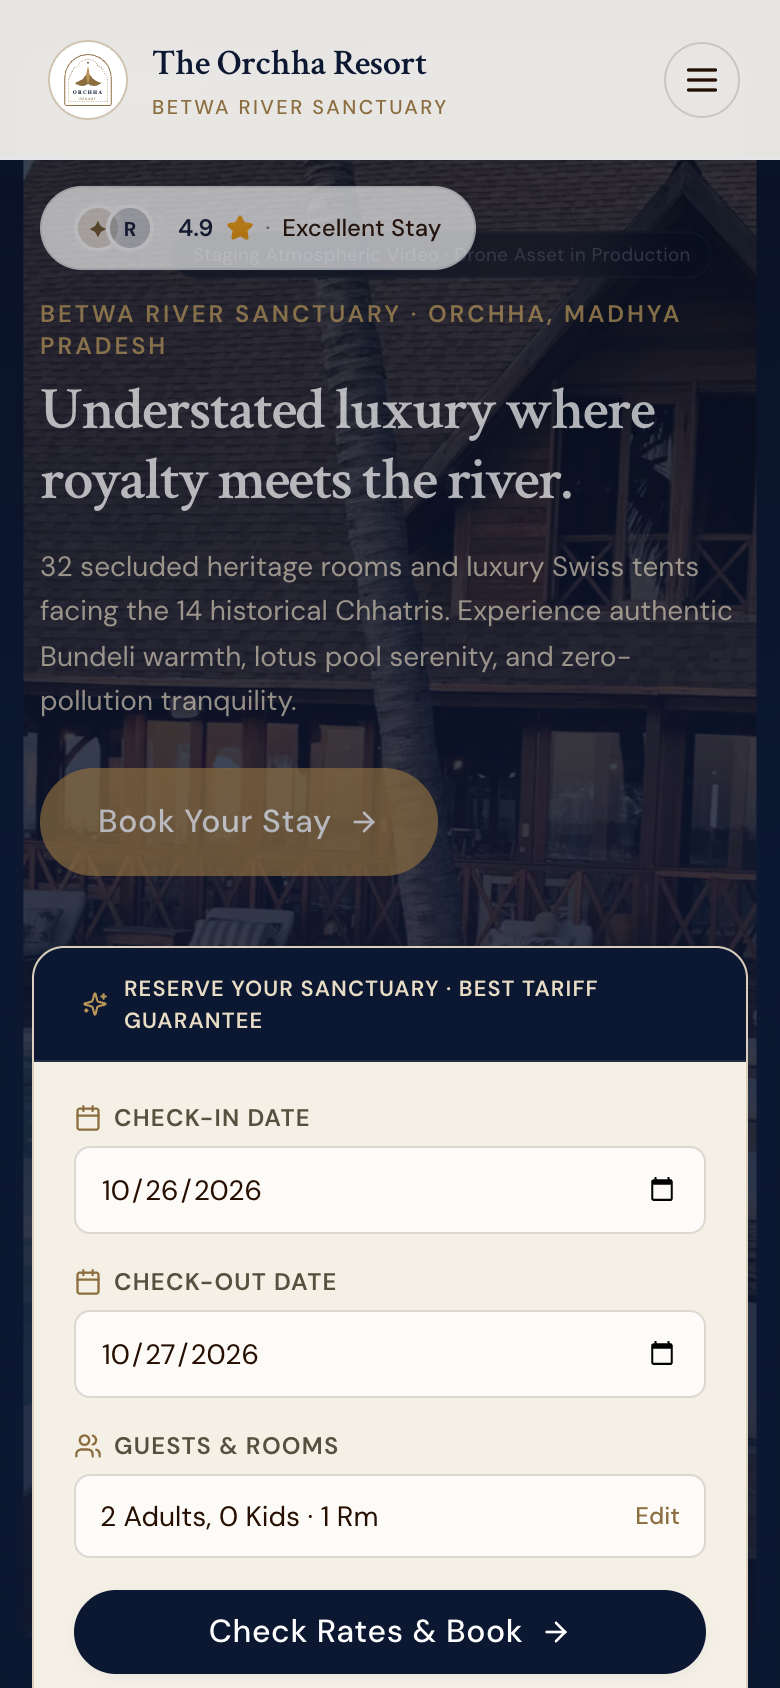 The Orchha Resort
BETWA RIVER SANCTUARY
ORCHHA
RESORT
R 4.9 · Excellent Stay
Staging Atmospheric Video · Drone Asset in Production
BETWA RIVER SANCTUARY · ORCHHA, MADHYA
PRADESH
Understated luxury where
royalty meets the river.
32 secluded heritage rooms and luxury Swiss tents
facing the 14 historical Chhatris. Experience authentic
Bundeli warmth, lotus pool serenity, and zero-
pollution tranquility.
Book Your Stay →
RESERVE YOUR SANCTUARY · BEST TARIFF
GUARANTEE
CHECK-IN DATE
10/26/2026
CHECK-OUT DATE
10/27/2026
GUESTS & ROOMS
2 Adults, 0 Kids · 1 Rm Edit
Check Rates & Book →